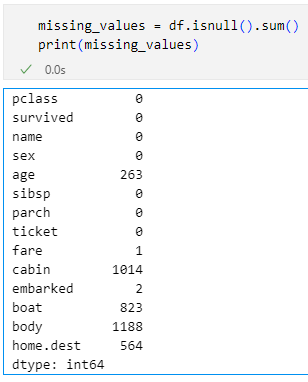 missing_values = df.isnull().sum()
print(missing_values)
0.0s
pclass 0
survived 0
name 0
sex 0
age 263
sibsp 0
parch 0
ticket 0
fare 1
cabin 1014
embarked 2
boat 823
body 1188
home.dest 564
dtype: int64